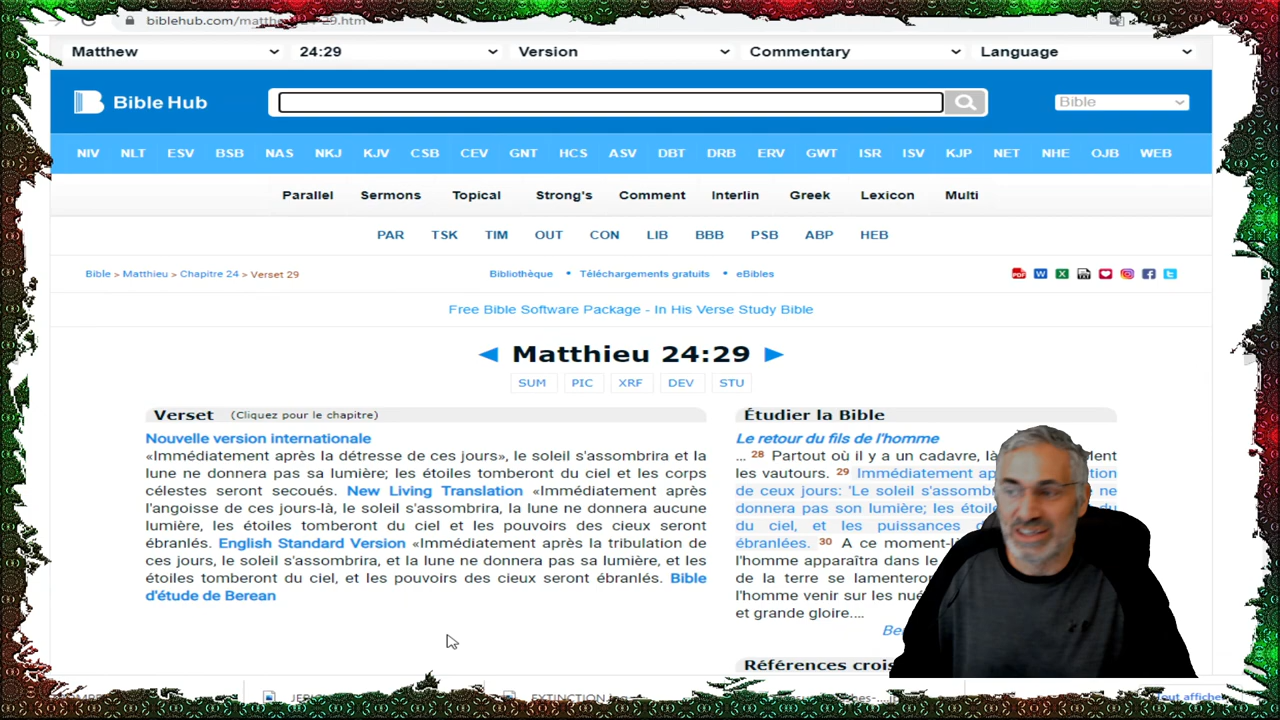 biblehub.com/matthew/24-29.htm
Matthew 24:29 Version Commentary Language
Bible Hub Bible
NIV NLT ESV BSB NAS NKJ KJV CSB CEV GNT HCS ASV DBT DRB ERV GWT ISR ISV KJP NET NHE OJB WEB
Parallel Sermons Topical Strong's Comment Interlin Greek Lexicon Multi
PAR TSK TIM OUT CON LIB BBB PSB ABP HEB
Bible > Matthieu > Chapitre 24 > Verset 29 Bibliothèque • Téléchargements gratuits • eBibles
Free Bible Software Package - In His Verse Study Bible
Matthieu 24:29
SUM PIC XRF DEV STU
Verset (Cliquez pour le chapitre)
Nouvelle version internationale
«Immédiatement après la détresse de ces jours», le soleil s'assombrira et la
lune ne donnera pas sa lumière; les étoiles tomberont du ciel et les corps
célestes seront secoués. New Living Translation «Immédiatement après
l'angoisse de ces jours-là, le soleil s'assombrira, la lune ne donnera aucune
lumière, les étoiles tomberont du ciel et les pouvoirs des cieux seront
ébranlés. English Standard Version «Immédiatement après la tribulation de
ces jours, le soleil s'assombrira, et la lune ne donnera pas sa lumière, et les
étoiles tomberont du ciel, et les pouvoirs des cieux seront ébranlés. Bible
d'étude de Berean
Étudier la Bible
Le retour du fils de l'homme
... 28 Partout où il y a un cadavre,
les vautours. 29 Immédiatement
de ceux jours: 'Le soleil ne
donnera pas son lumière; les du
du ciel, et les puissances
ébranlées. 30 A ce
l'homme apparaîtra dans le
de la terre se lamenteront
l'homme venir sur les
et grande gloire....
Références
EXTINCTION
Tout